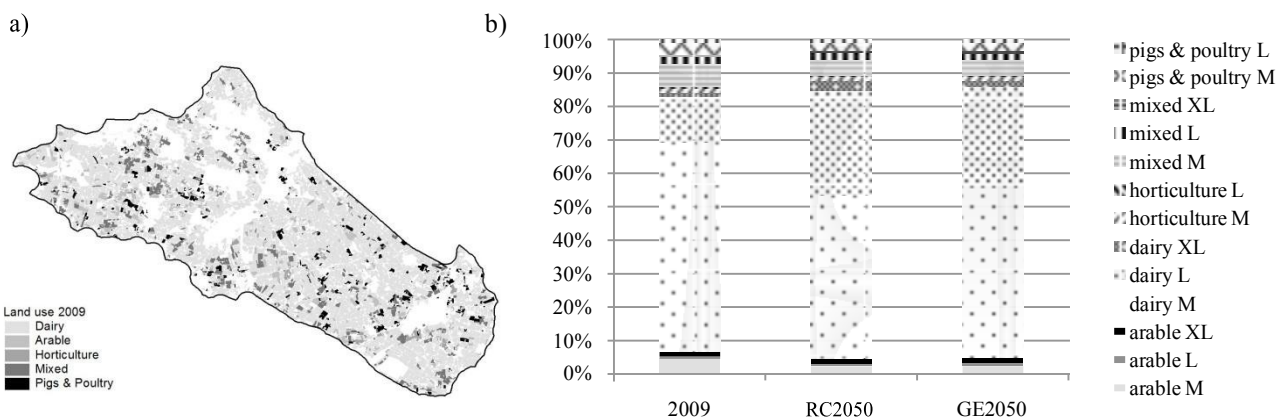 a)
Land use 2009
Dairy
Arable
Horticulture
Mixed
Pigs & Poultry
b)
100%
90%
80%
70%
60%
50%
40%
30%
20%
10%
0%
2009 RC2050 GE2050
pigs & poultry L
pigs & poultry M
mixed XL
mixed L
mixed M
horticulture L
horticulture M
dairy XL
dairy L
dairy M
arable XL
arable L
arable M